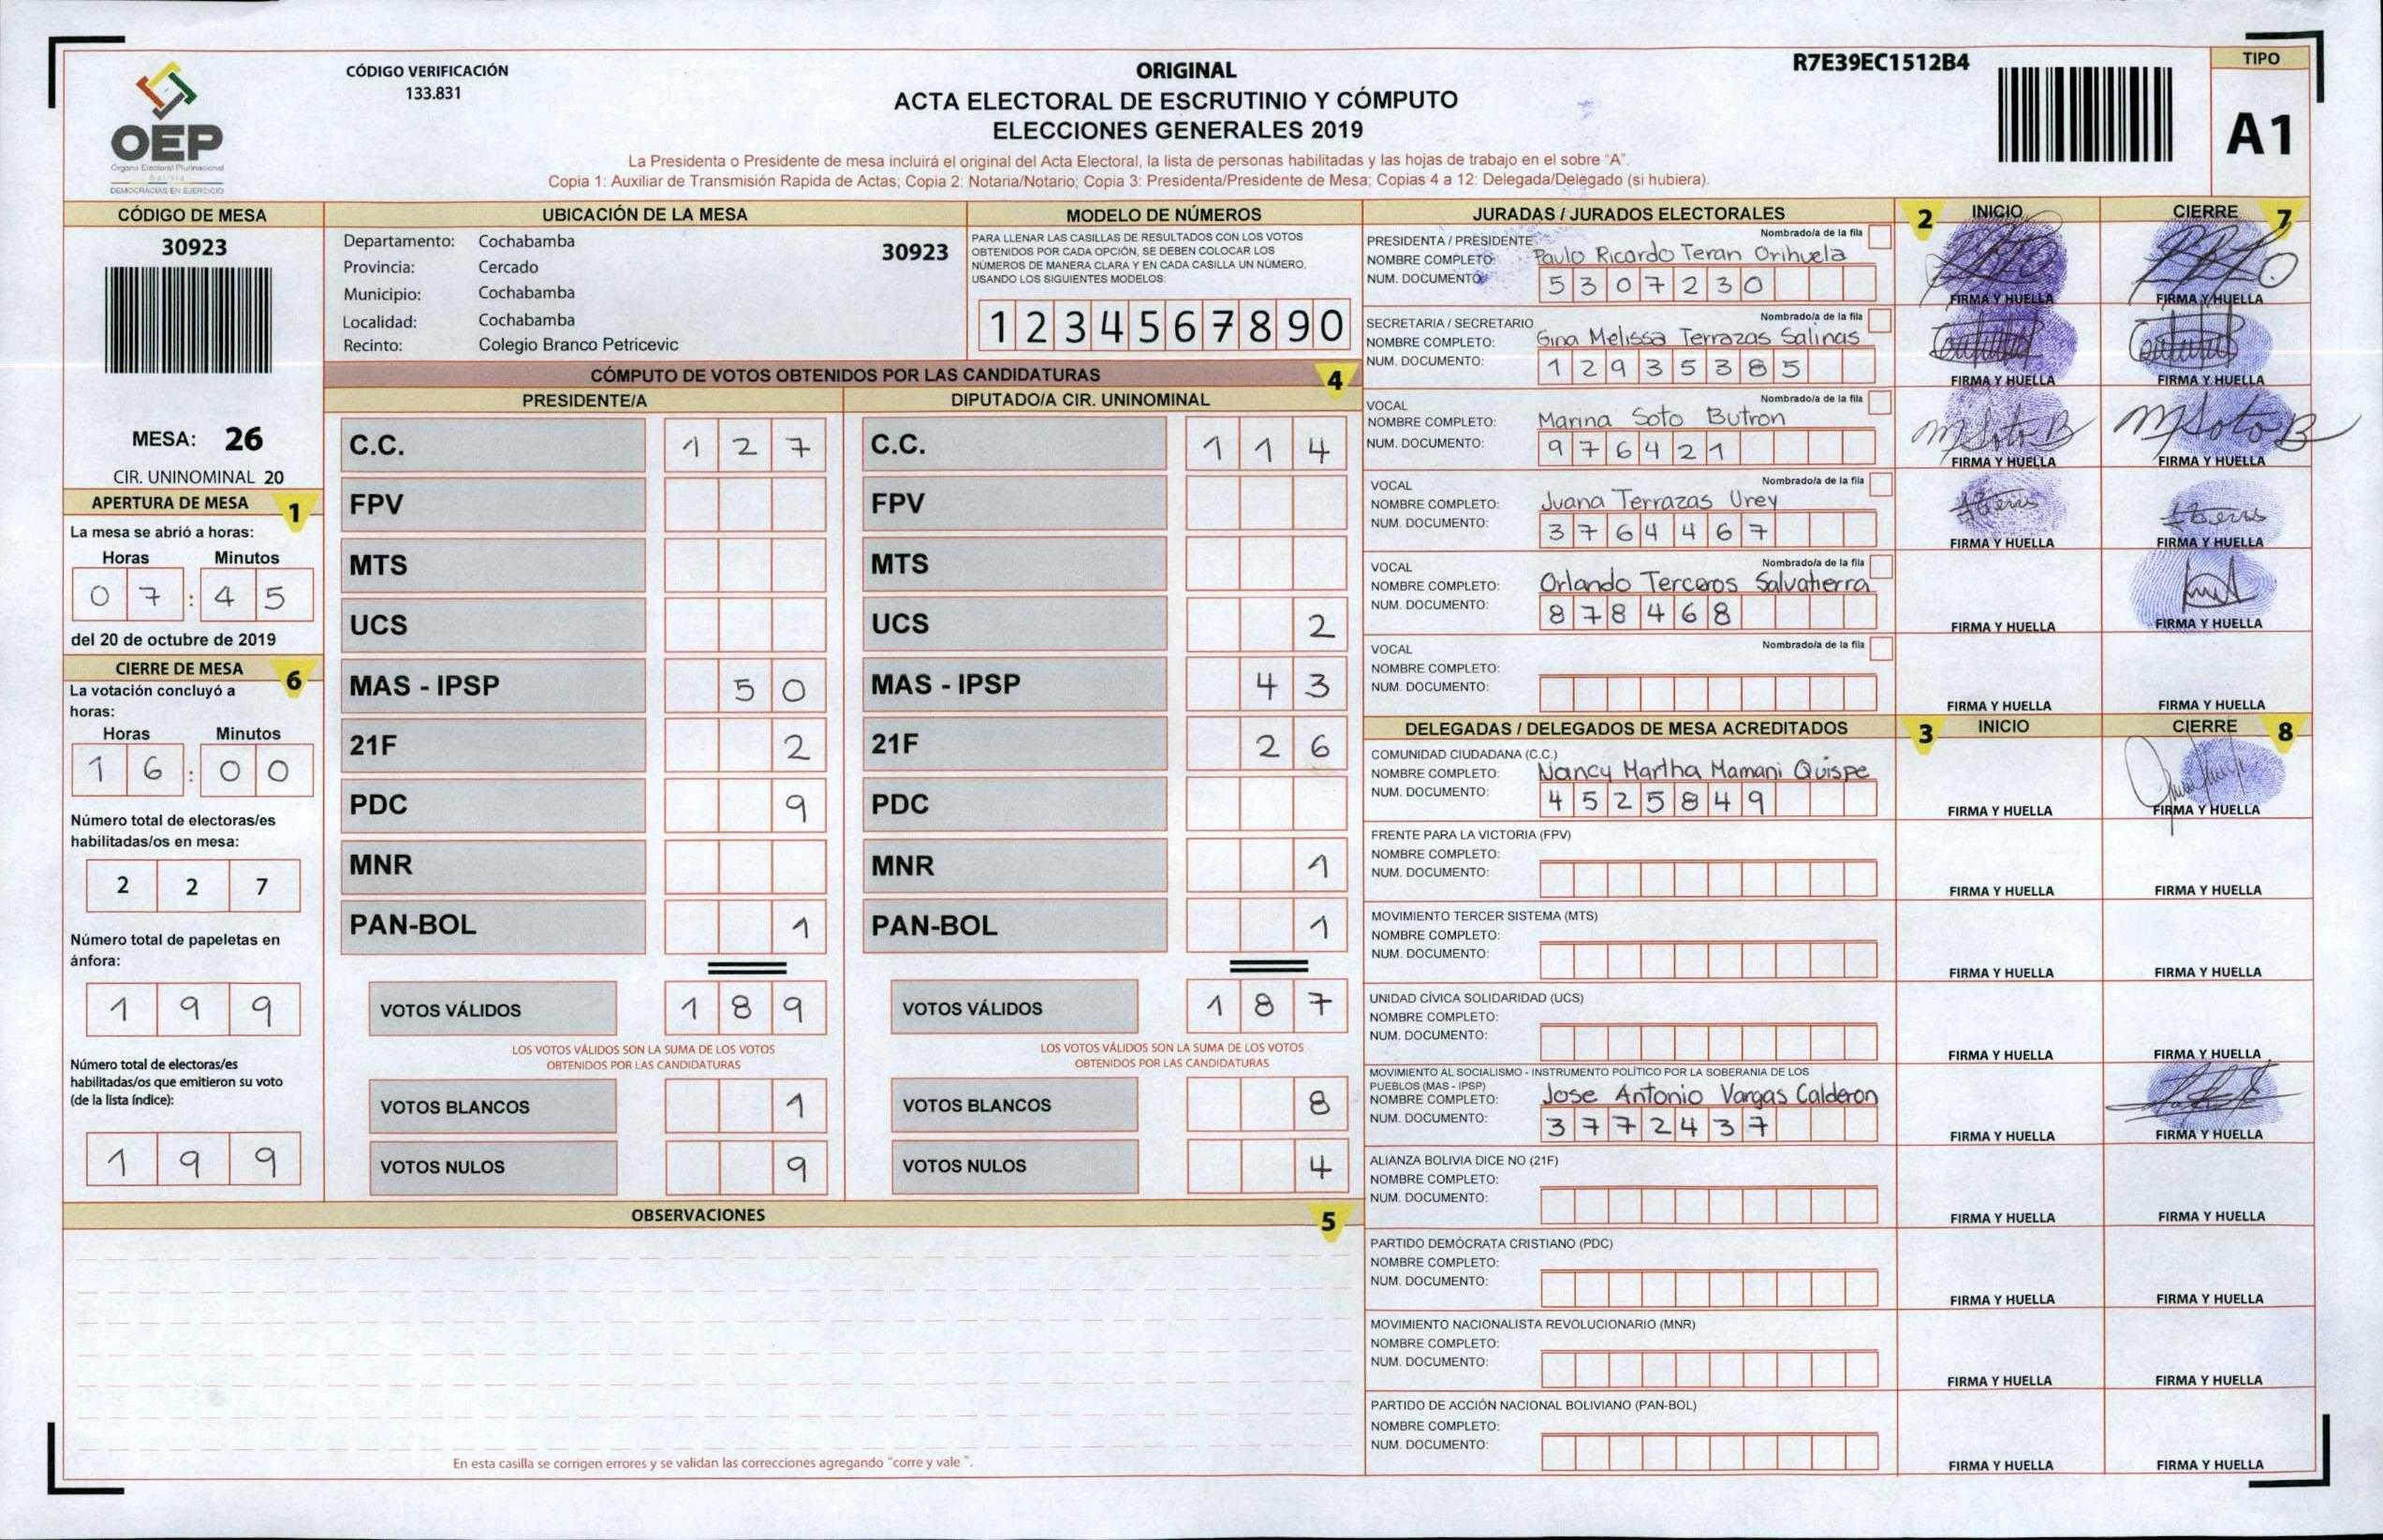 OEP
Órgano Electoral Plurinacional
BOLIVIA
DEMOCRACIAS EN EJERCICIO
CÓDIGO VERIFICACIÓN
133.831
ORIGINAL
ACTA ELECTORAL DE ESCRUTINIO Y CÓMPUTO
ELECCIONES GENERALES 2019
La Presidenta o Presidente de mesa incluirá el original del Acta Electoral, la lista de personas habilitadas y las hojas de trabajo en el sobre "A".
Copia 1: Auxiliar de Transmisión Rapida de Actas; Copia 2: Notaria/Notario; Copia 3: Presidenta/Presidente de Mesa; Copias 4 a 12: Delegada/Delegado (si hubiera).
R7E39EC1512B4
TIPO
A1
CÓDIGO DE MESA
30923
MESA: 26
CIR. UNINOMINAL 20
APERTURA DE MESA 1
La mesa se abrió a horas:
Horas Minutos
07:45
del 20 de octubre de 2019
CIERRE DE MESA 6
La votación concluyó a
horas:
Horas Minutos
16:00
Número total de electoras/es
habilitadas/os en mesa:
2 2 7
Número total de papeletas en
ánfora:
1 9 9
Número total de electoras/es
habilitadas/os que emitieron su voto
(de la lista índice):
1 9 9
UBICACIÓN DE LA MESA
Departamento: Cochabamba 30923
Provincia: Cercado
Municipio: Cochabamba
Localidad: Cochabamba
Recinto: Colegio Branco Petricevic
MODELO DE NÚMEROS
PARA LLENAR LAS CASILLAS DE RESULTADOS CON LOS VOTOS
OBTENIDOS POR CADA OPCIÓN, SE DEBEN COLOCAR LOS
NÚMEROS DE MANERA CLARA Y EN CADA CASILLA UN NÚMERO,
USANDO LOS SIGUIENTES MODELOS:
1 2 3 4 5 6 7 8 9 0
CÓMPUTO DE VOTOS OBTENIDOS POR LAS CANDIDATURAS 4
PRESIDENTE/A
C.C. 1 2 7
FPV
MTS
UCS
MAS - IPSP 5 0
21F 2
PDC 9
MNR
PAN-BOL 1
VOTOS VÁLIDOS 1 8 9
LOS VOTOS VÁLIDOS SON LA SUMA DE LOS VOTOS
OBTENIDOS POR LAS CANDIDATURAS
VOTOS BLANCOS 1
VOTOS NULOS 9
DIPUTADO/A CIR. UNINOMINAL
C.C. 1 1 4
FPV
MTS
UCS 2
MAS - IPSP 4 3
21F 2 6
PDC
MNR 1
PAN-BOL 1
VOTOS VÁLIDOS 1 8 7
LOS VOTOS VÁLIDOS SON LA SUMA DE LOS VOTOS
OBTENIDOS POR LAS CANDIDATURAS
VOTOS BLANCOS 8
VOTOS NULOS 4
OBSERVACIONES 5
En esta casilla se corrigen errores y se validan las correcciones agregando "corre y vale ".
JURADAS / JURADOS ELECTORALES 2 INICIO CIERRE 7
PRESIDENTA / PRESIDENTE Nombrado/a de la fila
NOMBRE COMPLETO: Paulo Ricardo Teran Orihuela
NUM. DOCUMENTO: 5307230
FIRMA Y HUELLA FIRMA Y HUELLA
SECRETARIA / SECRETARIO Nombrado/a de la fila
NOMBRE COMPLETO: Gina Melissa Terrazas Salinas
NUM. DOCUMENTO: 12935385
FIRMA Y HUELLA FIRMA Y HUELLA
VOCAL Nombrado/a de la fila
NOMBRE COMPLETO: Marina Soto Butron
NUM. DOCUMENTO: 976421
MSoto B MSoto B
FIRMA Y HUELLA FIRMA Y HUELLA
VOCAL Nombrado/a de la fila
NOMBRE COMPLETO: Juana Terrazas Urey
NUM. DOCUMENTO: 3764467
FIRMA Y HUELLA FIRMA Y HUELLA
VOCAL Nombrado/a de la fila
NOMBRE COMPLETO: Orlando Terceros Salvatierra
NUM. DOCUMENTO: 878468
FIRMA Y HUELLA FIRMA Y HUELLA
VOCAL Nombrado/a de la fila
NOMBRE COMPLETO:
NUM. DOCUMENTO:
FIRMA Y HUELLA FIRMA Y HUELLA
DELEGADAS / DELEGADOS DE MESA ACREDITADOS 3 INICIO CIERRE 8
COMUNIDAD CIUDADANA (C.C.)
NOMBRE COMPLETO: Nancy Martha Mamani Quispe
NUM. DOCUMENTO: 4525849
FIRMA Y HUELLA FIRMA Y HUELLA
FRENTE PARA LA VICTORIA (FPV)
NOMBRE COMPLETO:
NUM. DOCUMENTO:
FIRMA Y HUELLA FIRMA Y HUELLA
MOVIMIENTO TERCER SISTEMA (MTS)
NOMBRE COMPLETO:
NUM. DOCUMENTO:
FIRMA Y HUELLA FIRMA Y HUELLA
UNIDAD CÍVICA SOLIDARIDAD (UCS)
NOMBRE COMPLETO:
NUM. DOCUMENTO:
FIRMA Y HUELLA FIRMA Y HUELLA
MOVIMIENTO AL SOCIALISMO - INSTRUMENTO POLÍTICO POR LA SOBERANIA DE LOS
PUEBLOS (MAS - IPSP)
NOMBRE COMPLETO: Jose Antonio Vargas Calderon
NUM. DOCUMENTO: 3772437
FIRMA Y HUELLA FIRMA Y HUELLA
ALIANZA BOLIVIA DICE NO (21F)
NOMBRE COMPLETO:
NUM. DOCUMENTO:
FIRMA Y HUELLA FIRMA Y HUELLA
PARTIDO DEMÓCRATA CRISTIANO (PDC)
NOMBRE COMPLETO:
NUM. DOCUMENTO:
FIRMA Y HUELLA FIRMA Y HUELLA
MOVIMIENTO NACIONALISTA REVOLUCIONARIO (MNR)
NOMBRE COMPLETO:
NUM. DOCUMENTO:
FIRMA Y HUELLA FIRMA Y HUELLA
PARTIDO DE ACCIÓN NACIONAL BOLIVIANO (PAN-BOL)
NOMBRE COMPLETO:
NUM. DOCUMENTO:
FIRMA Y HUELLA FIRMA Y HUELLA